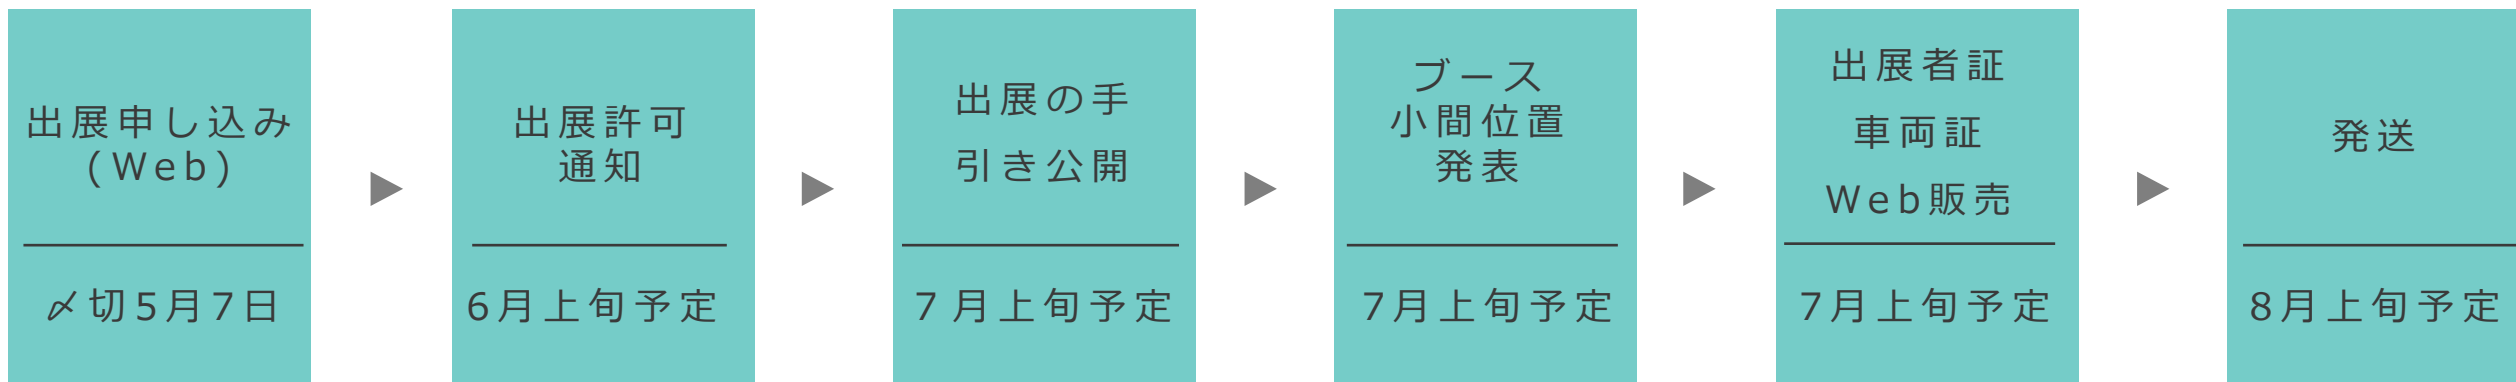 出展申し込み
(Web)
〆切5月7日
出展許可
通知
6月上旬予定
出展の手
引き公開
7月上旬予定
ブース
小間位置
発表
7月上旬予定
出展者証
車両証
Web販売
7月上旬予定
発送
8月上旬予定